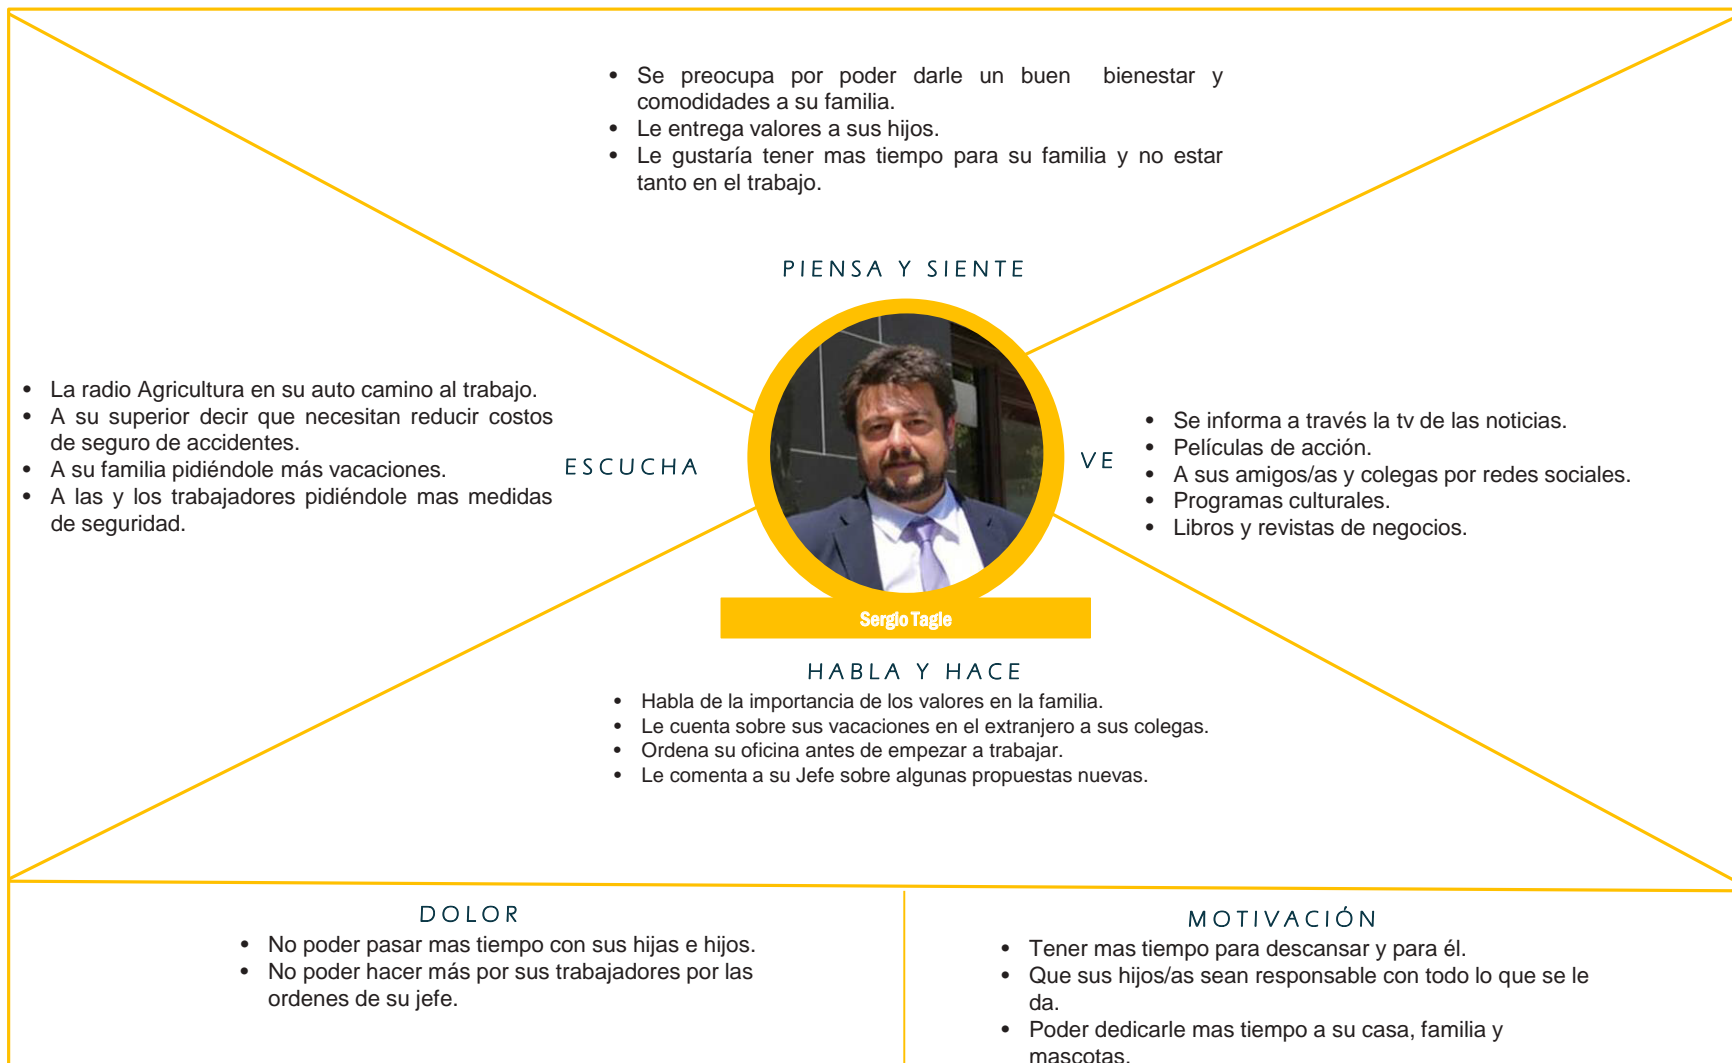 • Se preocupa por poder darle un buen bienestar y
comodidades a su familia.
• Le entrega valores a sus hijos.
• Le gustaría tener mas tiempo para su familia y no estar
tanto en el trabajo.
PIENSA Y SIENTE
• La radio Agricultura en su auto camino al trabajo.
• A su superior decir que necesitan reducir costos
de seguro de accidentes.
• A su familia pidiéndole más vacaciones.
• A las y los trabajadores pidiéndole mas medidas
de seguridad.
ESCUCHA
VE
• Se informa a través la tv de las noticias.
• Películas de acción.
• A sus amigos/as y colegas por redes sociales.
• Programas culturales.
• Libros y revistas de negocios.
Sergio Tagle
HABLA Y HACE
• Habla de la importancia de los valores en la familia.
• Le cuenta sobre sus vacaciones en el extranjero a sus colegas.
• Ordena su oficina antes de empezar a trabajar.
• Le comenta a su Jefe sobre algunas propuestas nuevas.
DOLOR
• No poder pasar mas tiempo con sus hijas e hijos.
• No poder hacer más por sus trabajadores por las
ordenes de su jefe.
MOTIVACIÓN
• Tener mas tiempo para descansar y para él.
• Que sus hijos/as sean responsable con todo lo que se le
da.
• Poder dedicarle mas tiempo a su casa, familia y
mascotas.